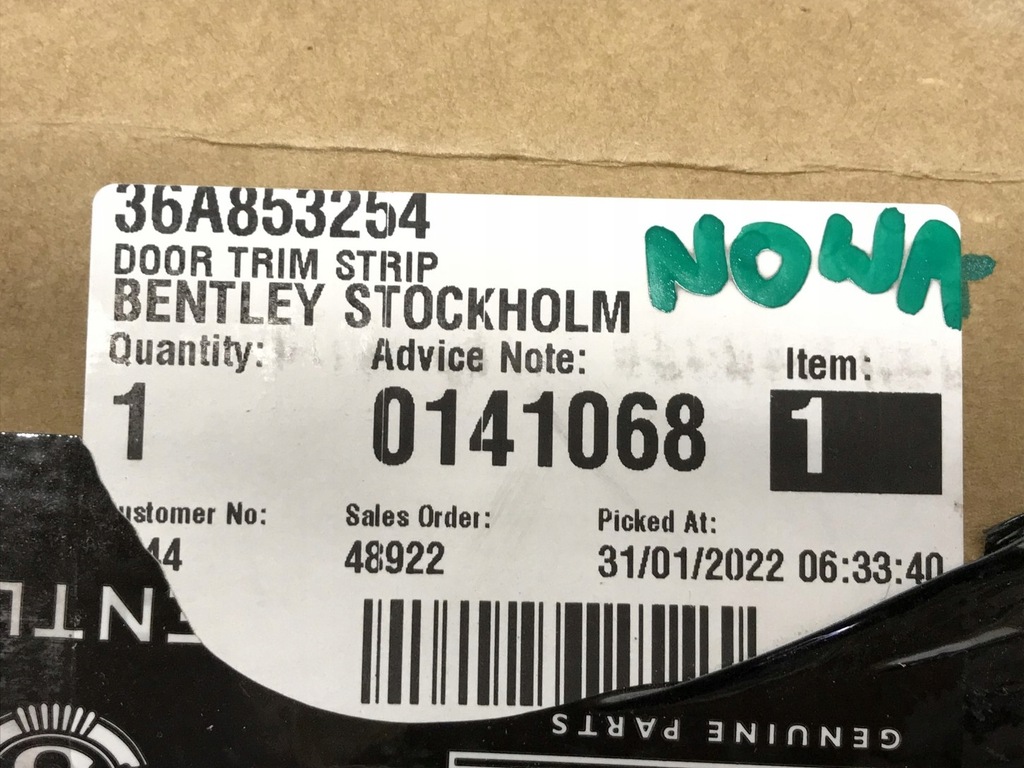 36A853254
NOWA
DOOR TRIM STRIP
BENTLEY STOCKHOLM
Quantity: Advice Note: Item:
1 0141068 1
ustomer No: Sales Order: Picked At:
44 48922 31/01/2022 06:33:40
ENTL
GENUINE PARTS